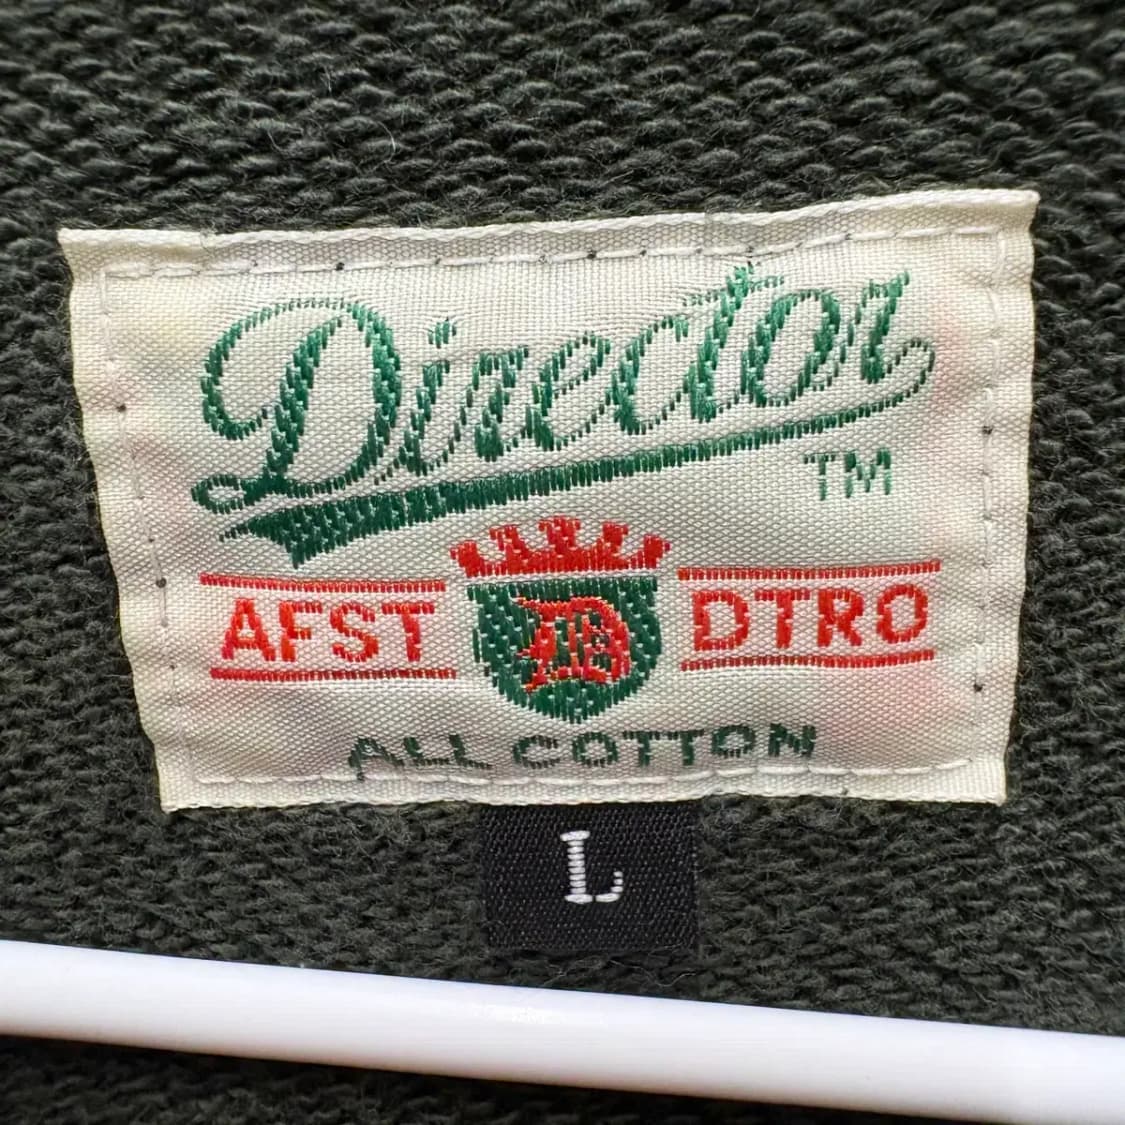 Director
TM
AFST D DTRO
ALL COTTON
L